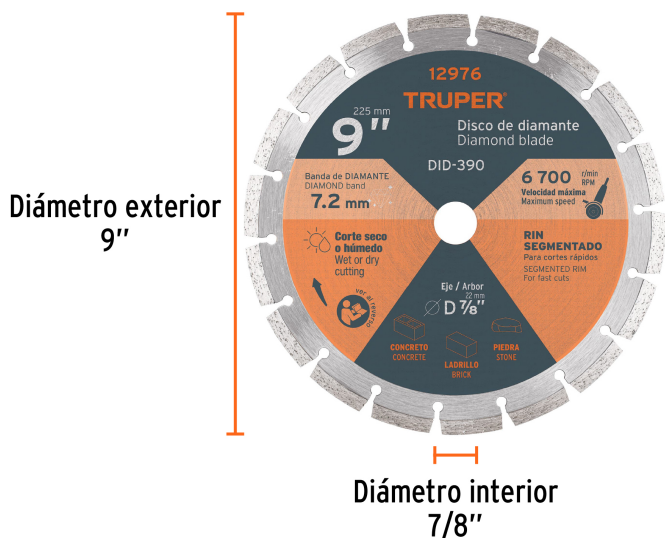 12976
TRUPER®
225 mm
9"
Disco de diamante
Diamond blade
DID-390
Banda de DIAMANTE
DIAMOND band
7.2 mm
6 700 r/min
RPM
Velocidad máxima
Maximum speed
Corte seco
o húmedo
Wet or dry
cutting
ver al reverso
RIN
SEGMENTADO
Para cortes rápidos
SEGMENTED RIM
For fast cuts
Eje / Arbor
22 mm
∅ D 7/8"
CONCRETO
CONCRETE
LADRILLO
BRICK
PIEDRA
STONE
Diámetro exterior
9"
Diámetro interior
7/8"